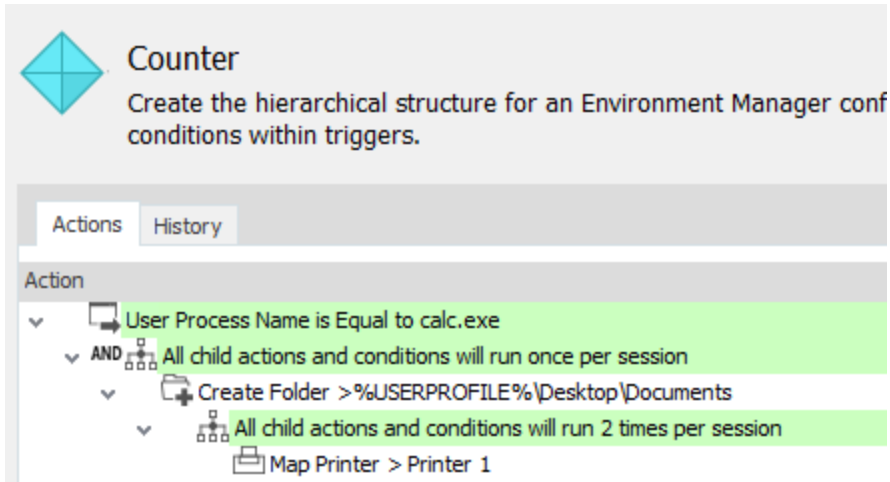 Counter
Create the hierarchical structure for an Environment Manager conf
conditions within triggers.
Actions
History
Action
User Process Name is Equal to calc.exe
AND All child actions and conditions will run once per session
Create Folder >%USERPROFILE%\Desktop\Documents
All child actions and conditions will run 2 times per session
Map Printer > Printer 1